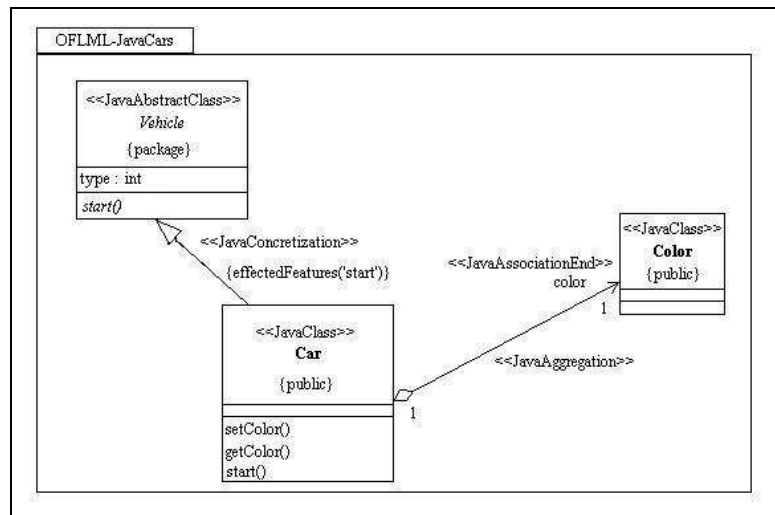 OFLML-JavaCars
<<JavaAbstractClass>>
Vehicle
{package}
type : int
start()
<<JavaConcretization>>
{effectedFeatures('start')}
<<JavaClass>>
Color
{public}
<<JavaAssociationEnd>>
color
1
<<JavaAggregation>>
<<JavaClass>>
Car
{public}
1
setColor()
getColor()
start()